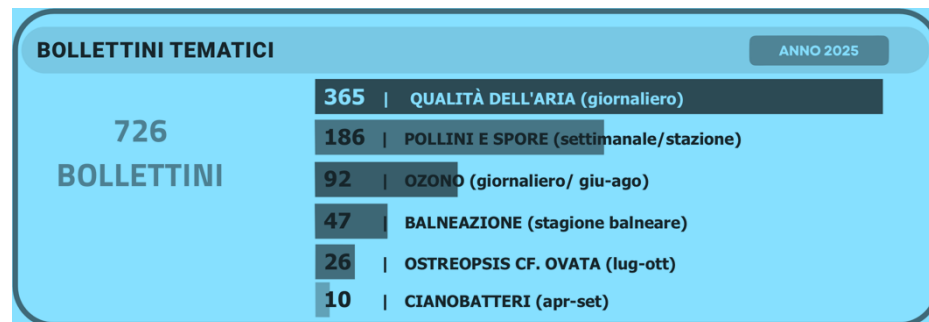 BOLLETTINI TEMATICI
ANNO 2025
726
BOLLETTINI
365 | QUALITÀ DELL'ARIA (giornaliero)
186 | POLLINI E SPORE (settimanale/stazione)
92 | OZONO (giornaliero/ giu-ago)
47 | BALNEAZIONE (stagione balneare)
26 | OSTREOPSIS CF. OVATA (lug-ott)
10 | CIANOBATTERI (apr-set)